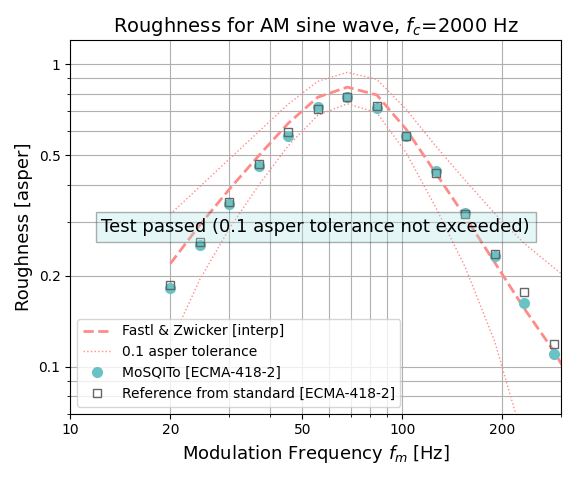 Roughness for AM sine wave, f_c=2000 Hz
1
0.5
0.2
0.1
Roughness [asper]
Test passed (0.1 asper tolerance not exceeded)
Fastl & Zwicker [interp]
0.1 asper tolerance
MoSQITo [ECMA-418-2]
Reference from standard [ECMA-418-2]
10 20 50 100 200
Modulation Frequency f_m [Hz]